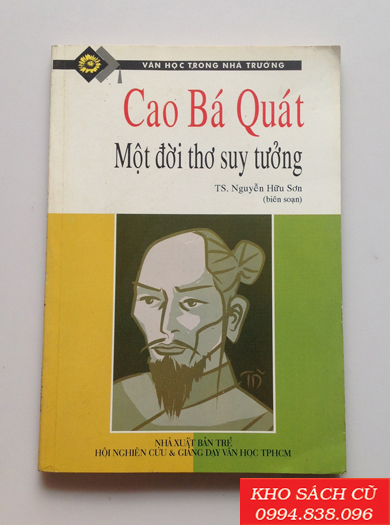 VĂN HỌC TRONG NHÀ TRƯỜNG
Cao Bá Quát
Một đời thơ suy tưởng
TS. Nguyễn Hữu Sơn
(biên soạn)
NHÀ XUẤT BẢN TRẺ
HỘI NGHIÊN CỨU & GIẢNG DẠY VĂN HỌC TPHCM
KHO SÁCH CŨ
0994.838.096